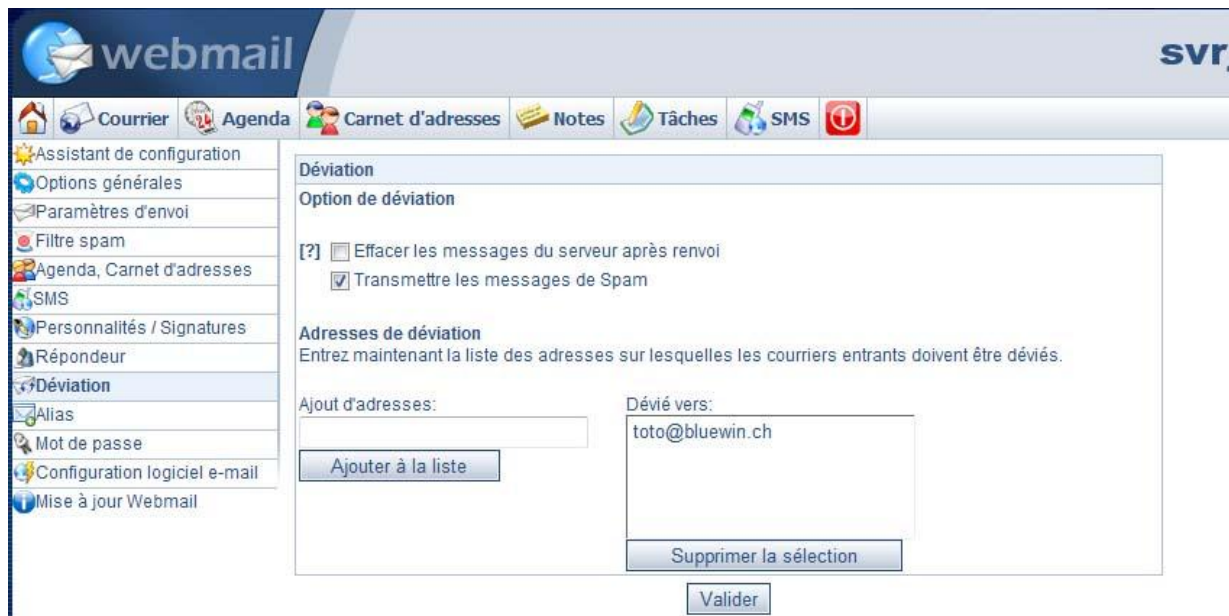 webmail
svr
Courrier Agenda Carnet d'adresses Notes Tâches SMS
Assistant de configuration
Options générales
Paramètres d'envoi
Filtre spam
Agenda, Carnet d'adresses
SMS
Personnalités / Signatures
Répondeur
Déviation
Alias
Mot de passe
Configuration logiciel e-mail
Mise à jour Webmail
Déviation
Option de déviation
[?] Effacer les messages du serveur après renvoi
Transmettre les messages de Spam
Adresses de déviation
Entrez maintenant la liste des adresses sur lesquelles les courriers entrants doivent être déviés.
Ajout d'adresses:
Ajouter à la liste
Dévié vers:
toto@bluewin.ch
Supprimer la sélection
Valider